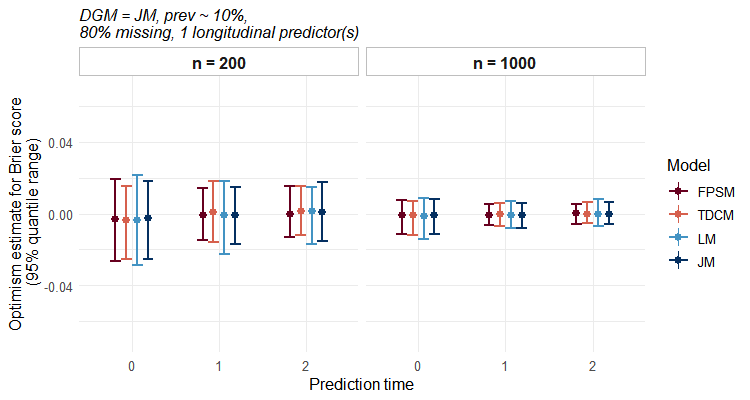 DGM = JM, prev ~ 10%,
80% missing, 1 longitudinal predictor(s)
n = 200
n = 1000
Optimism estimate for Brier score
(95% quantile range)
0.04
0.00
-0.04
0
1
2
0
1
2
Prediction time
Model
FPSM
TDCM
LM
JM